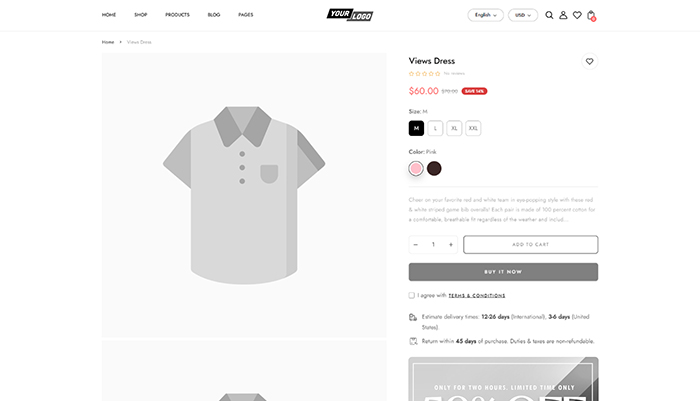 HOME SHOP PRODUCTS BLOG PAGES
YOUR LOGO
English USD
Home Views Dress
Views Dress
No reviews
$60.00 $70.00 SAVE 14%
Size: M
M L XL XXL
Color: Pink
Cheer on your favorite red and white team in eye-popping style with these red
& white striped game bib overalls! Each pair is made of 100 percent cotton for
a comfortable, breathable fit regardless of the weather and includ...
− 1 + ADD TO CART
BUY IT NOW
I agree with TERMS & CONDITIONS
Estimate delivery times: 12-26 days (International), 3-6 days (United
States).
Return within 45 days of purchase. Duties & taxes are non-refundable.
ONLY FOR TWO HOURS. LIMITED TIME ONLY